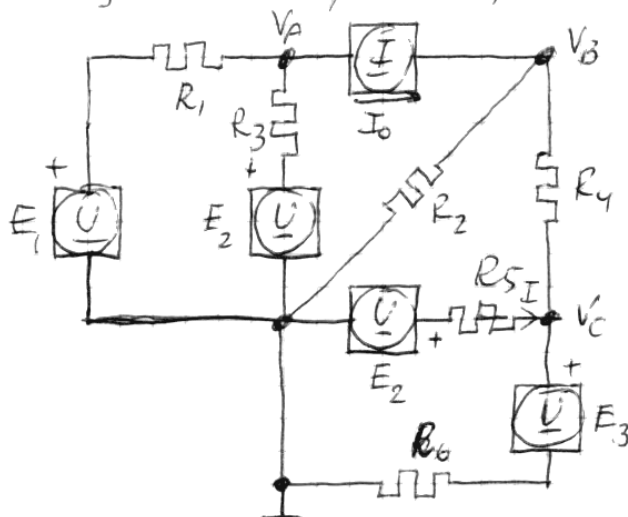 V_A
I
V_B
R_1
I_0
R_3
+
+
R_4
E_1
U
E_2
U
R_2
R_5
I
U
+
V_C
E_2
+
U
E_3
R_6